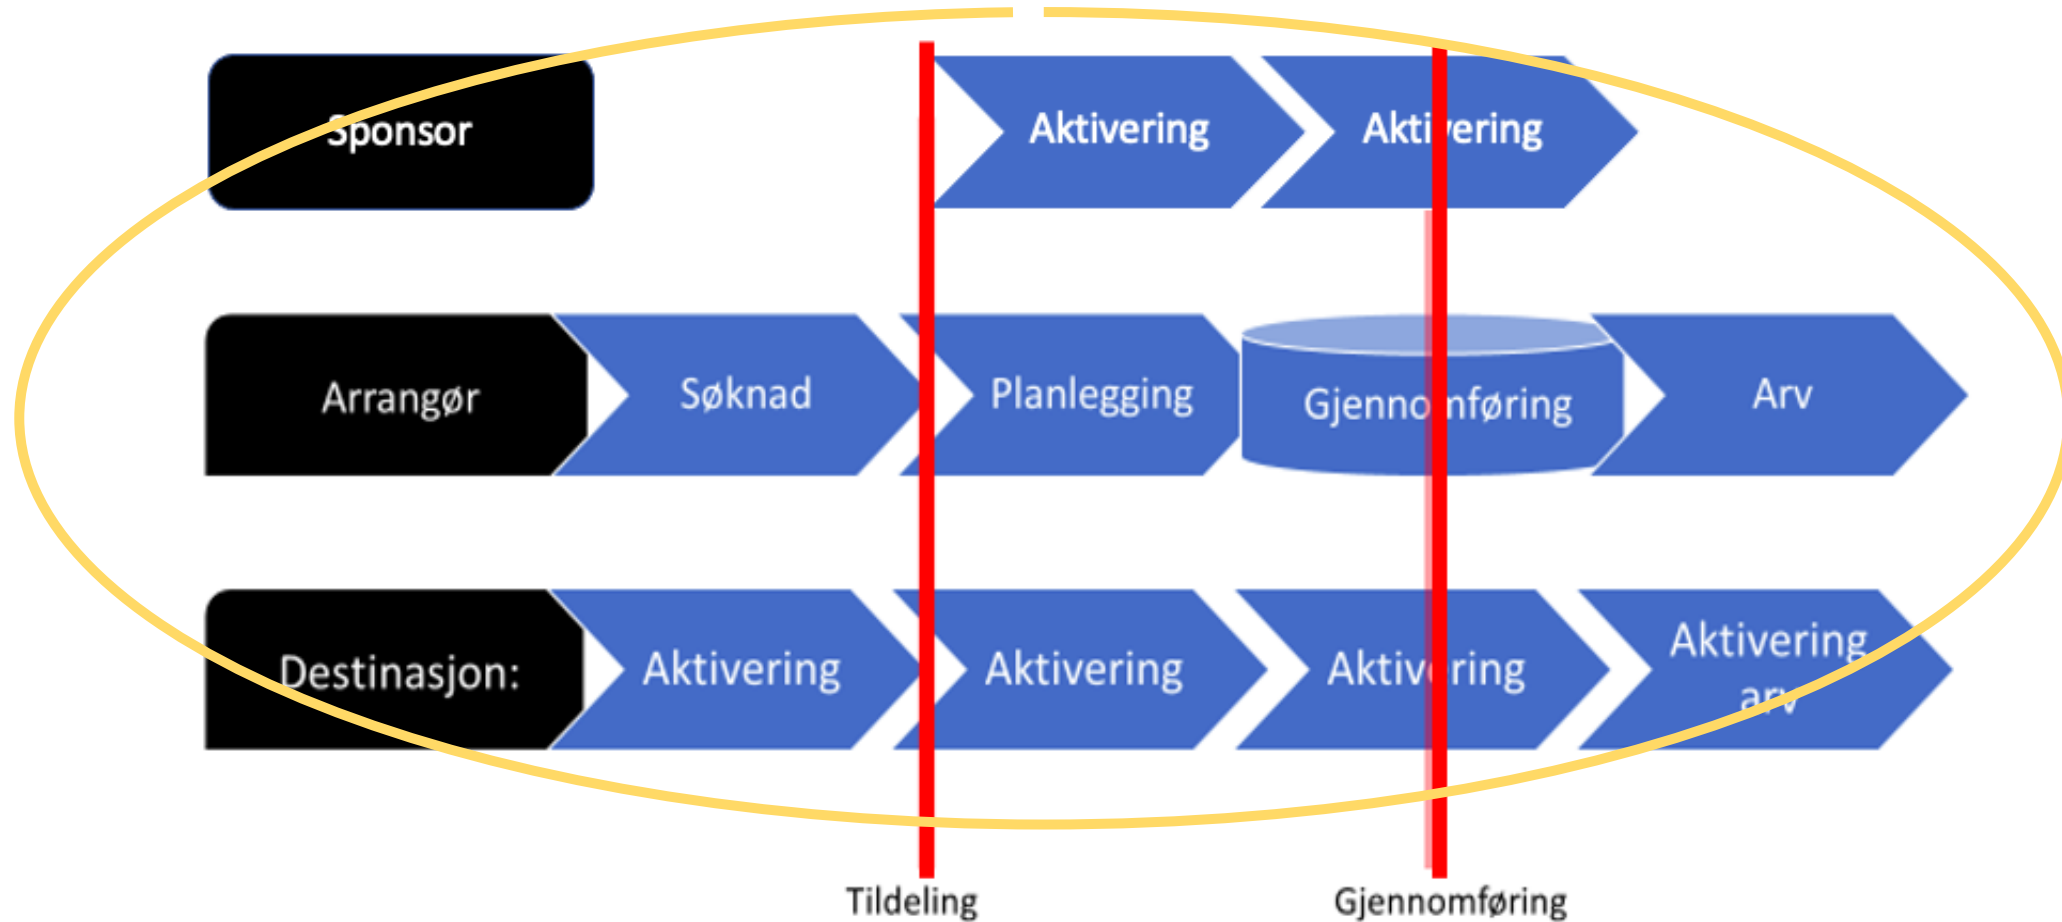 Sponsor
Aktivering
Aktivering
Arrangør
Søknad
Planlegging
Gjennomføring
Arv
Destinasjon:
Aktivering
Aktivering
Aktivering
Aktivering
arv
Tildeling
Gjennomføring